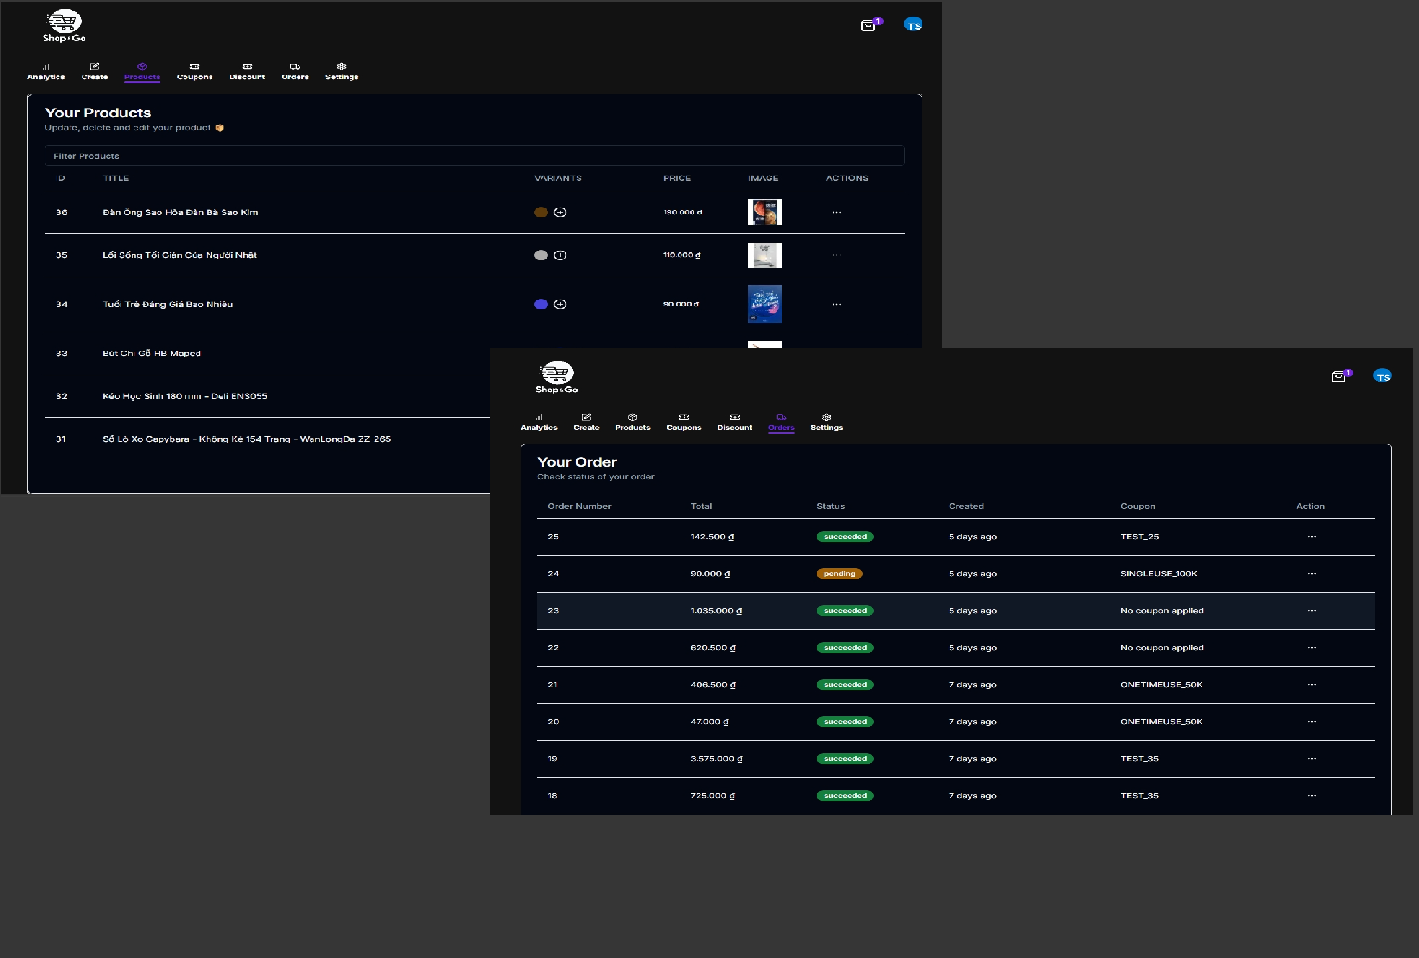 Shop & Go
1
TS
Analytics Create Products Coupons Discount Orders Settings
Your Products
Update, delete and edit your product
Filter Products
ID TITLE VARIANTS PRICE IMAGE ACTIONS
36 Đàn Ông Sao Hỏa Đàn Bà Sao Kim 190.000 ₫ ...
35 Lối Sống Tối Giản Của Người Nhật 110.000 ₫ ...
34 Tuổi Trẻ Đáng Giá Bao Nhiêu 90.000 ₫ ...
33 Bút Chì Gỗ HB Maped
32 Kéo Học Sinh 180 mm - Deli ENS055
31 Sổ Lò Xo Capybara - Không Kẻ 154 Trang - WanLongDa ZZ-265
Shop & Go
1
TS
Analytics Create Products Coupons Discount Orders Settings
Your Order
Check status of your order
Order Number Total Status Created Coupon Action
25 142.500 ₫ succeeded 5 days ago TEST_25 ...
24 90.000 ₫ pending 5 days ago SINGLEUSE_100K ...
23 1.035.000 ₫ succeeded 5 days ago No coupon applied ...
22 620.500 ₫ succeeded 5 days ago No coupon applied ...
21 406.500 ₫ succeeded 7 days ago ONETIMEUSE_50K ...
20 47.000 ₫ succeeded 7 days ago ONETIMEUSE_50K ...
19 3.575.000 ₫ succeeded 7 days ago TEST_35 ...
18 725.000 ₫ succeeded 7 days ago TEST_35 ...